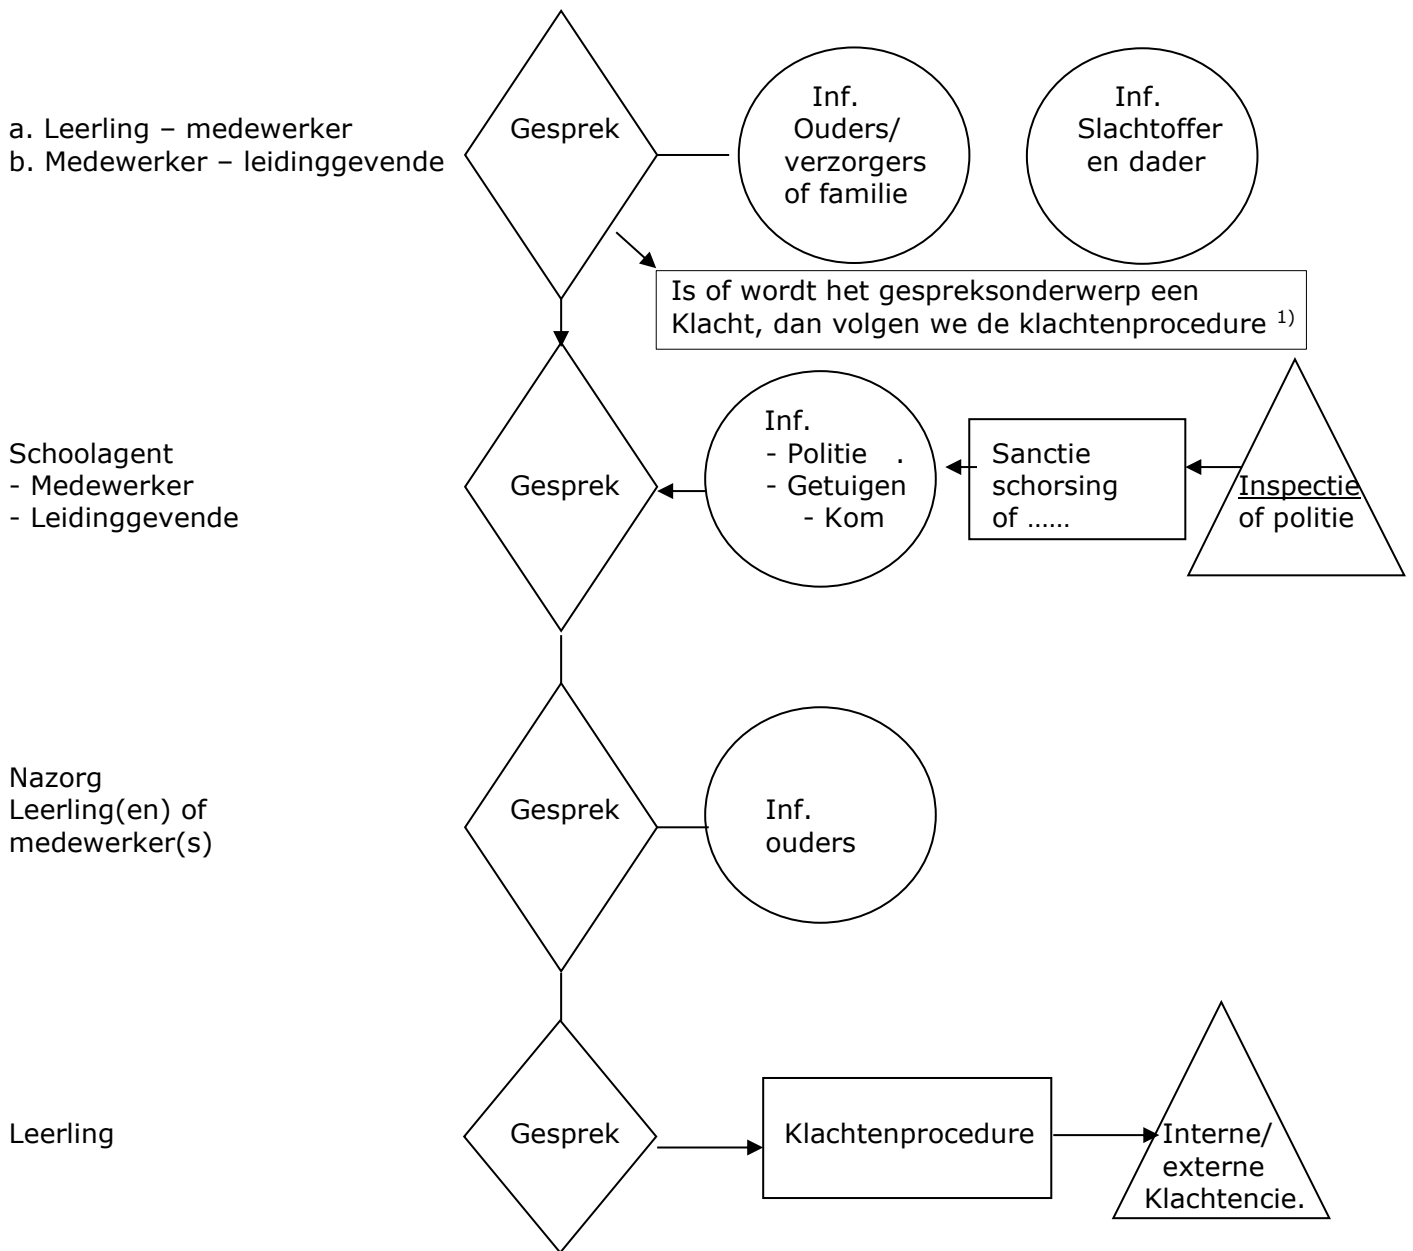 a. Leerling – medewerker
b. Medewerker – leidinggevende
Gesprek
Inf.
Ouders/
verzorgers
of familie
Inf.
Slachtoffer
en dader
Is of wordt het gespreksonderwerp een
Klacht, dan volgen we de klachtenprocedure 1)
Schoolagent
- Medewerker
- Leidinggevende
Gesprek
Inf.
- Politie .
- Getuigen
- Kom
Sanctie
schorsing
of ......
Inspectie
of politie
Nazorg
Leerling(en) of
medewerker(s)
Gesprek
Inf.
ouders
Leerling
Gesprek
Klachtenprocedure
Interne/
externe
Klachtencie.